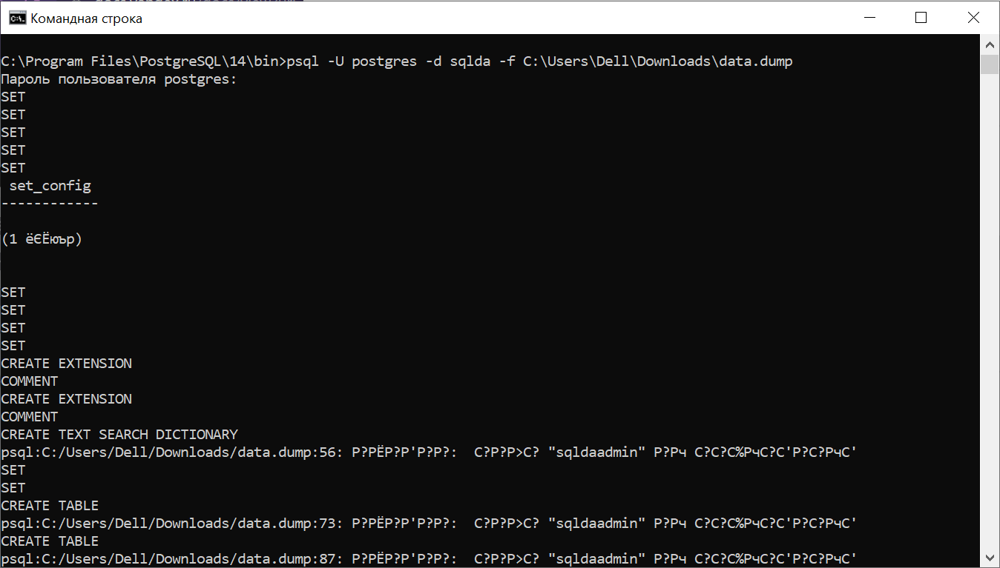 Командная строка
C:\Program Files\PostgreSQL\14\bin>psql -U postgres -d sqlda -f C:\Users\Dell\Downloads\data.dump
Пароль пользователя postgres:
SET
SET
SET
SET
SET
 set_config
------------
(1 ёЄЁюър)
SET
SET
SET
SET
CREATE EXTENSION
COMMENT
CREATE EXTENSION
COMMENT
CREATE TEXT SEARCH DICTIONARY
psql:C:/Users/Dell/Downloads/data.dump:56: Р?РЁР?Р'Р?Р?:  С?Р?Р>С? "sqldaadmin" Р?Рч С?С?С%РчС?С'Р?С?РчС'
SET
SET
CREATE TABLE
psql:C:/Users/Dell/Downloads/data.dump:73: Р?РЁР?Р'Р?Р?:  С?Р?Р>С? "sqldaadmin" Р?Рч С?С?С%РчС?С'Р?С?РчС'
CREATE TABLE
psql:C:/Users/Dell/Downloads/data.dump:87: Р?РЁР?Р'Р?Р?:  С?Р?Р>С? "sqldaadmin" Р?Рч С?С?С%РчС?С'Р?С?РчС'